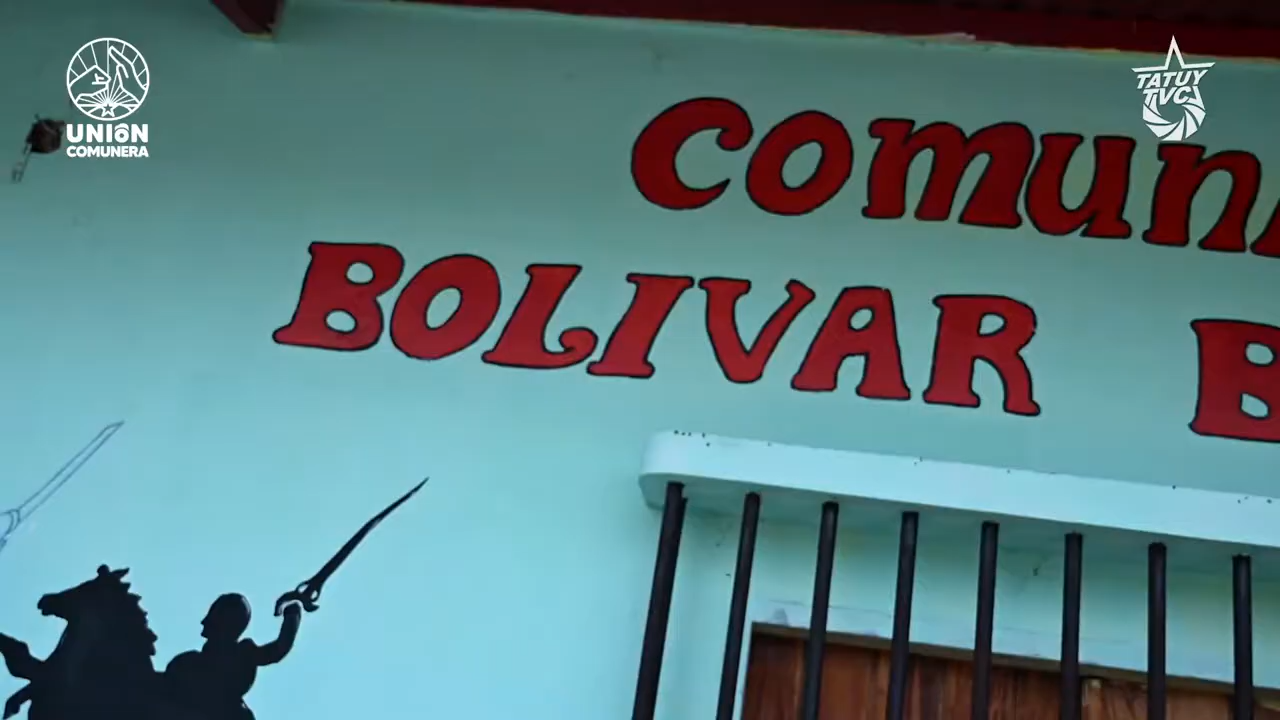 UNIÓN
COMUNERA
TATUY
TVC
COMUN
BOLIVAR B